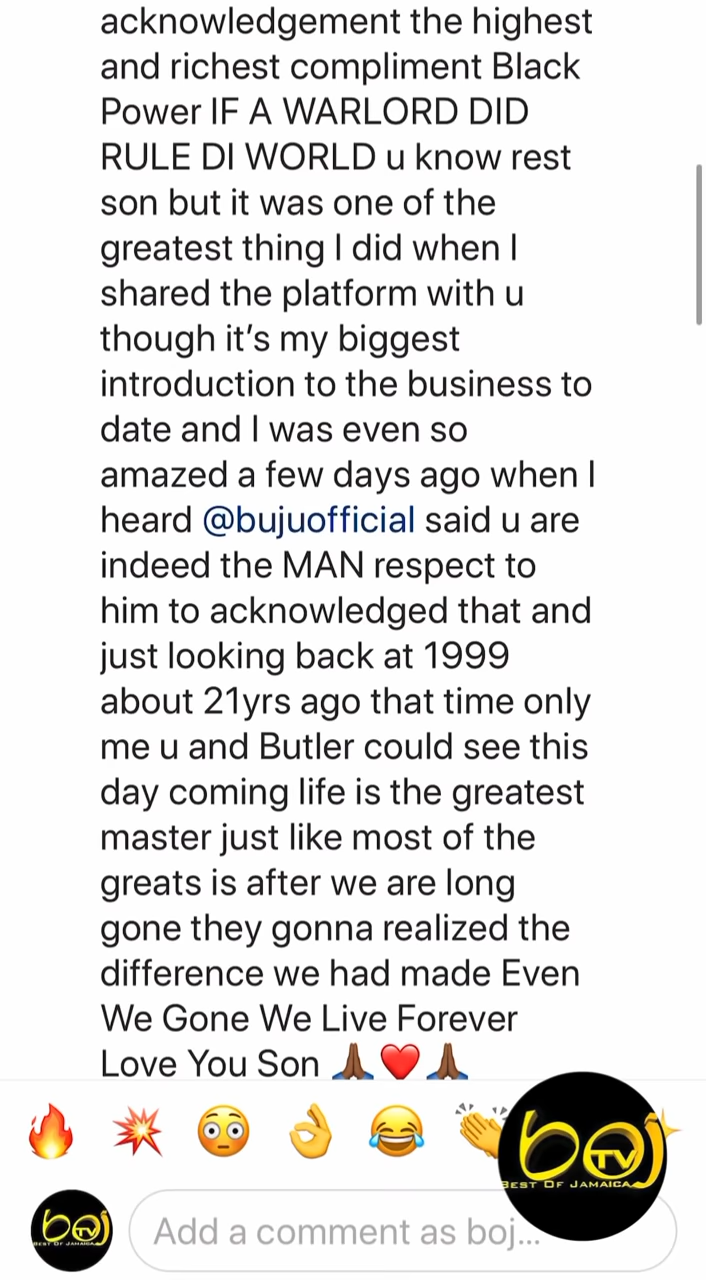 acknowledgement the highest
and richest compliment Black
Power IF A WARLORD DID
RULE DI WORLD u know rest
son but it was one of the
greatest thing I did when I
shared the platform with u
though it’s my biggest
introduction to the business to
date and I was even so
amazed a few days ago when I
heard @bujuofficial said u are
indeed the MAN respect to
him to acknowledged that and
just looking back at 1999
about 21yrs ago that time only
me u and Butler could see this
day coming life is the greatest
master just like most of the
greats is after we are long
gone they gonna realized the
difference we had made Even
We Gone We Live Forever
Love You Son 🙏🏾❤️🙏🏾
boj
TV
BEST OF JAMAICA
boj
TV
BEST OF JAMAICA
Add a comment as boj...